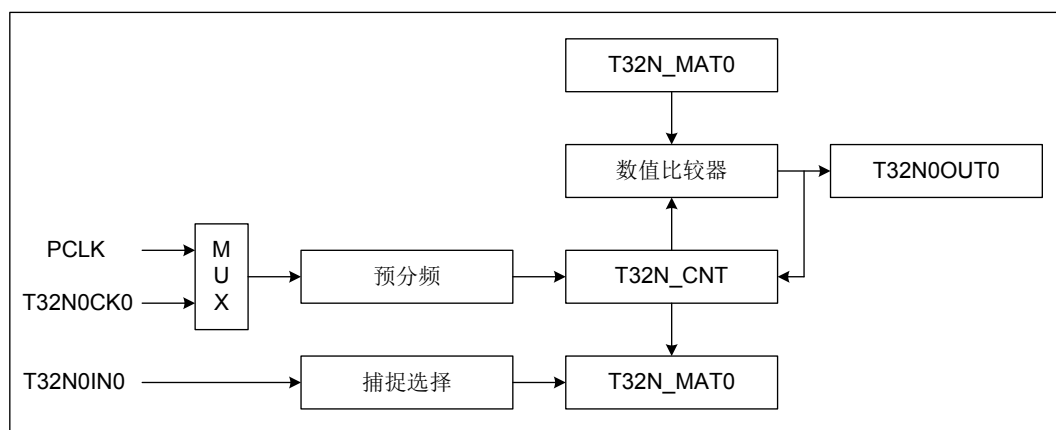 T32N_MAT0
数值比较器
T32N0OUT0
PCLK
M
U
X
预分频
T32N_CNT
T32N0CK0
T32N0IN0
捕捉选择
T32N_MAT0